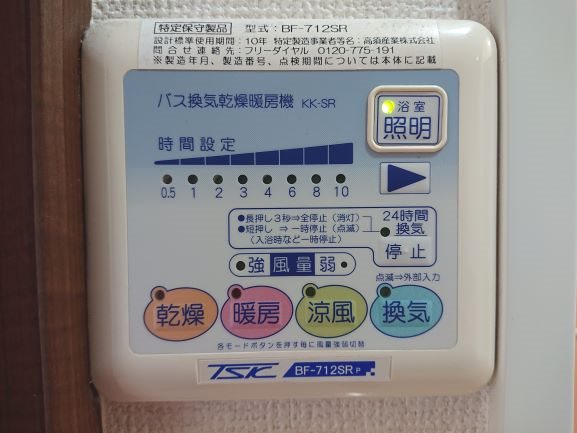 特定保守製品 型式：BF-712SR
設計標準使用期間：10年 特定製造事業者等名：高須産業株式会社
問合せ連絡先：フリーダイヤル 0120-775-191
※製造年月、製造番号、点検期間については本体に記載
バス換気乾燥暖房機 KK-SR
浴室
照明
時間設定
0.5 1 2 3 4 6 8 10
●長押し3秒⇒全停止（消灯）
●短押し ⇒一時停止（点滅）
（入浴時など一時停止）
24時間
換気
停止
強 風量 弱
点滅⇒外部入力
乾燥 暖房 涼風 換気
各モードボタンを押す毎に風量強弱切替
TSK BF-712SR P